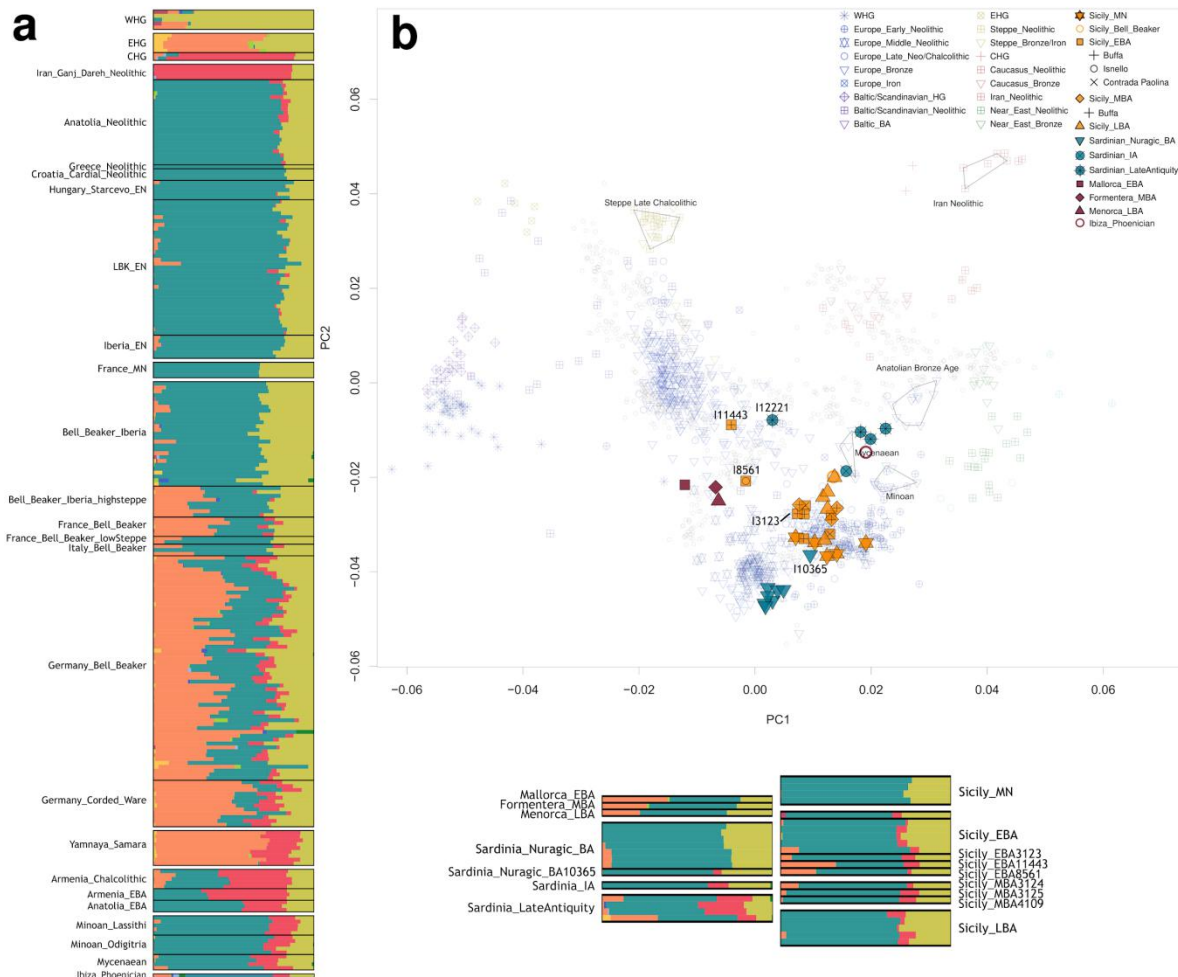 a
WHG
EHG
CHG
Iran_Ganj_Dareh_Neolithic
Anatolia_Neolithic
Greece_Neolithic
Croatia_Cardial_Neolithic
Hungary_Starcevo_EN
LBK_EN
Iberia_EN
France_MN
Bell_Beaker_Iberia
Bell_Beaker_Iberia_highsteppe
France_Bell_Beaker
France_Bell_Beaker_lowSteppe
Italy_Bell_Beaker
Germany_Bell_Beaker
Germany_Corded_Ware
Yamnaya_Samara
Armenia_Chalcolithic
Armenia_EBA
Anatolia_EBA
Minoan_Lassithi
Minoan_Odigitria
Mycenaean
Ibiza_Phoenician
b
WHG
Europe_Early_Neolithic
Europe_Middle_Neolithic
Europe_Late_Neo/Chalcolithic
Europe_Bronze
Europe_Iron
Baltic/Scandinavian_HG
Baltic/Scandinavian_Neolithic
Baltic_BA
EHG
Steppe_Neolithic
Steppe_Bronze/Iron
CHG
Caucasus_Neolithic
Caucasus_Bronze
Iran_Neolithic
Near_East_Neolithic
Near_East_Bronze
Sicily_MN
Sicily_Bell_Beaker
Sicily_EBA
Buffa
Isnello
Contrada Paolina
Sicily_MBA
Buffa
Sicily_LBA
Sardinian_Nuragic_BA
Sardinian_IA
Sardinian_LateAntiquity
Mallorca_EBA
Formentera_MBA
Menorca_LBA
Ibiza_Phoenician
Steppe Late Chalcolithic
Iran Neolithic
Anatolian Bronze Age
I11443
I12221
Mycenaean
I8561
Minoan
I3123
I10365
PC2
0.06
0.04
0.02
0.00
−0.02
−0.04
−0.06
−0.06
−0.04
−0.02
0.00
0.02
0.04
0.06
PC1
Mallorca_EBA
Formentera_MBA
Menorca_LBA
Sardinia_Nuragic_BA
Sardinia_Nuragic_BA10365
Sardinia_IA
Sardinia_LateAntiquity
Sicily_MN
Sicily_EBA
Sicily_EBA3123
Sicily_EBA11443
Sicily_EBA8561
Sicily_MBA3124
Sicily_MBA3125
Sicily_MBA4109
Sicily_LBA